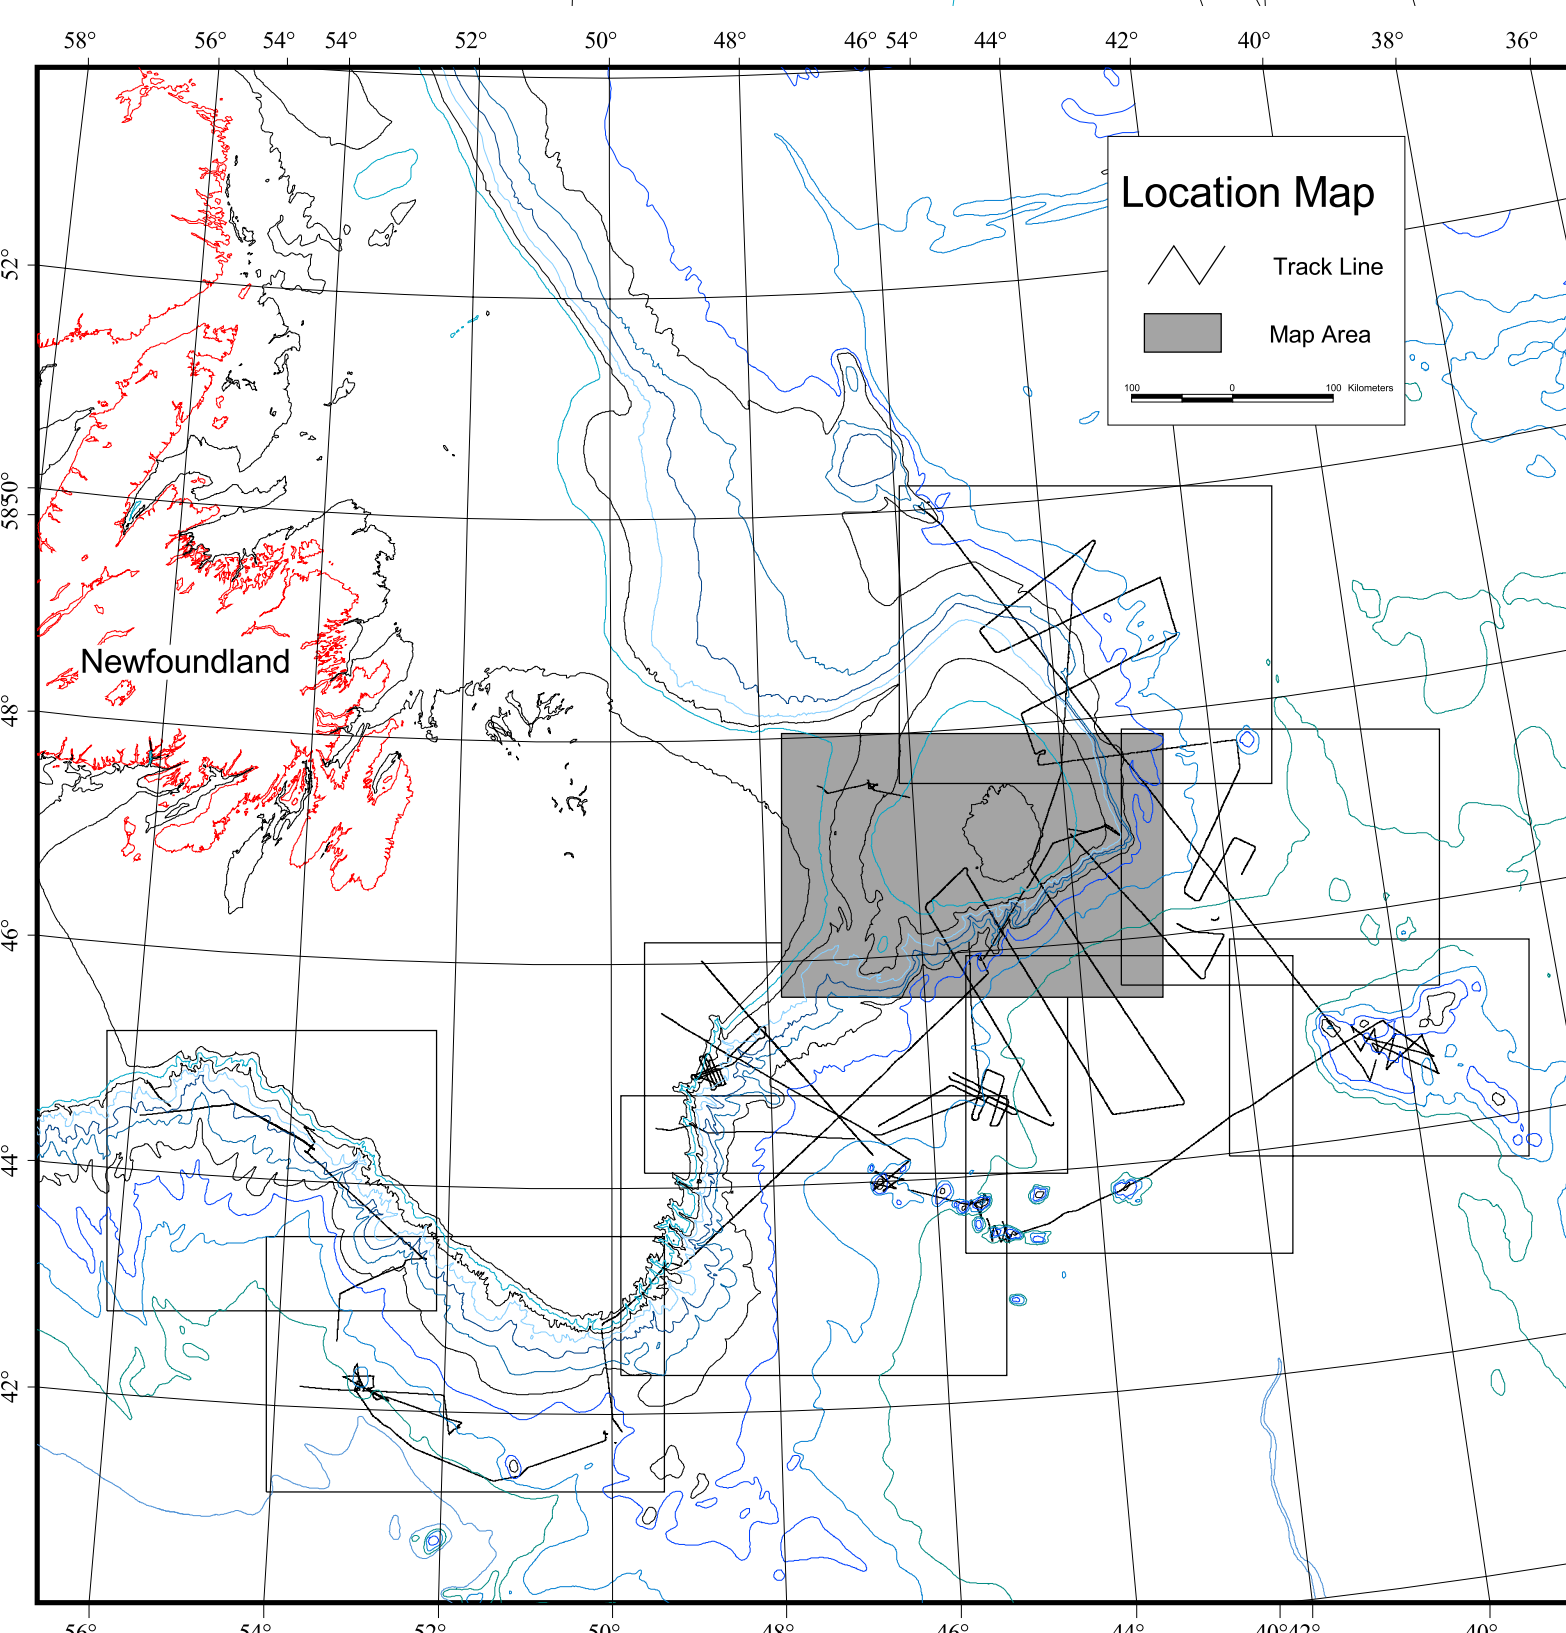 58° 56° 54° 54° 52° 50° 48° 46° 54° 44° 42° 40° 38° 36°
Location Map
52°
Track Line
Map Area
100 0 100 Kilometers
50°
58
Newfoundland
48°
46°
44°
42°
56° 54° 52° 50° 48° 46° 44° 40° 42° 40°